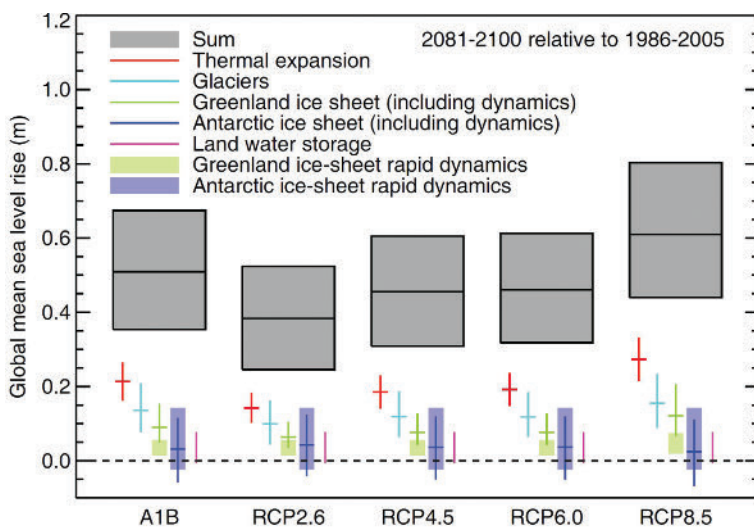 1.2
1.0
0.8
0.6
0.4
0.2
0.0
Global mean sea level rise (m)
2081-2100 relative to 1986-2005
Sum
Thermal expansion
Glaciers
Greenland ice sheet (including dynamics)
Antarctic ice sheet (including dynamics)
Land water storage
Greenland ice-sheet rapid dynamics
Antarctic ice-sheet rapid dynamics
A1B RCP2.6 RCP4.5 RCP6.0 RCP8.5